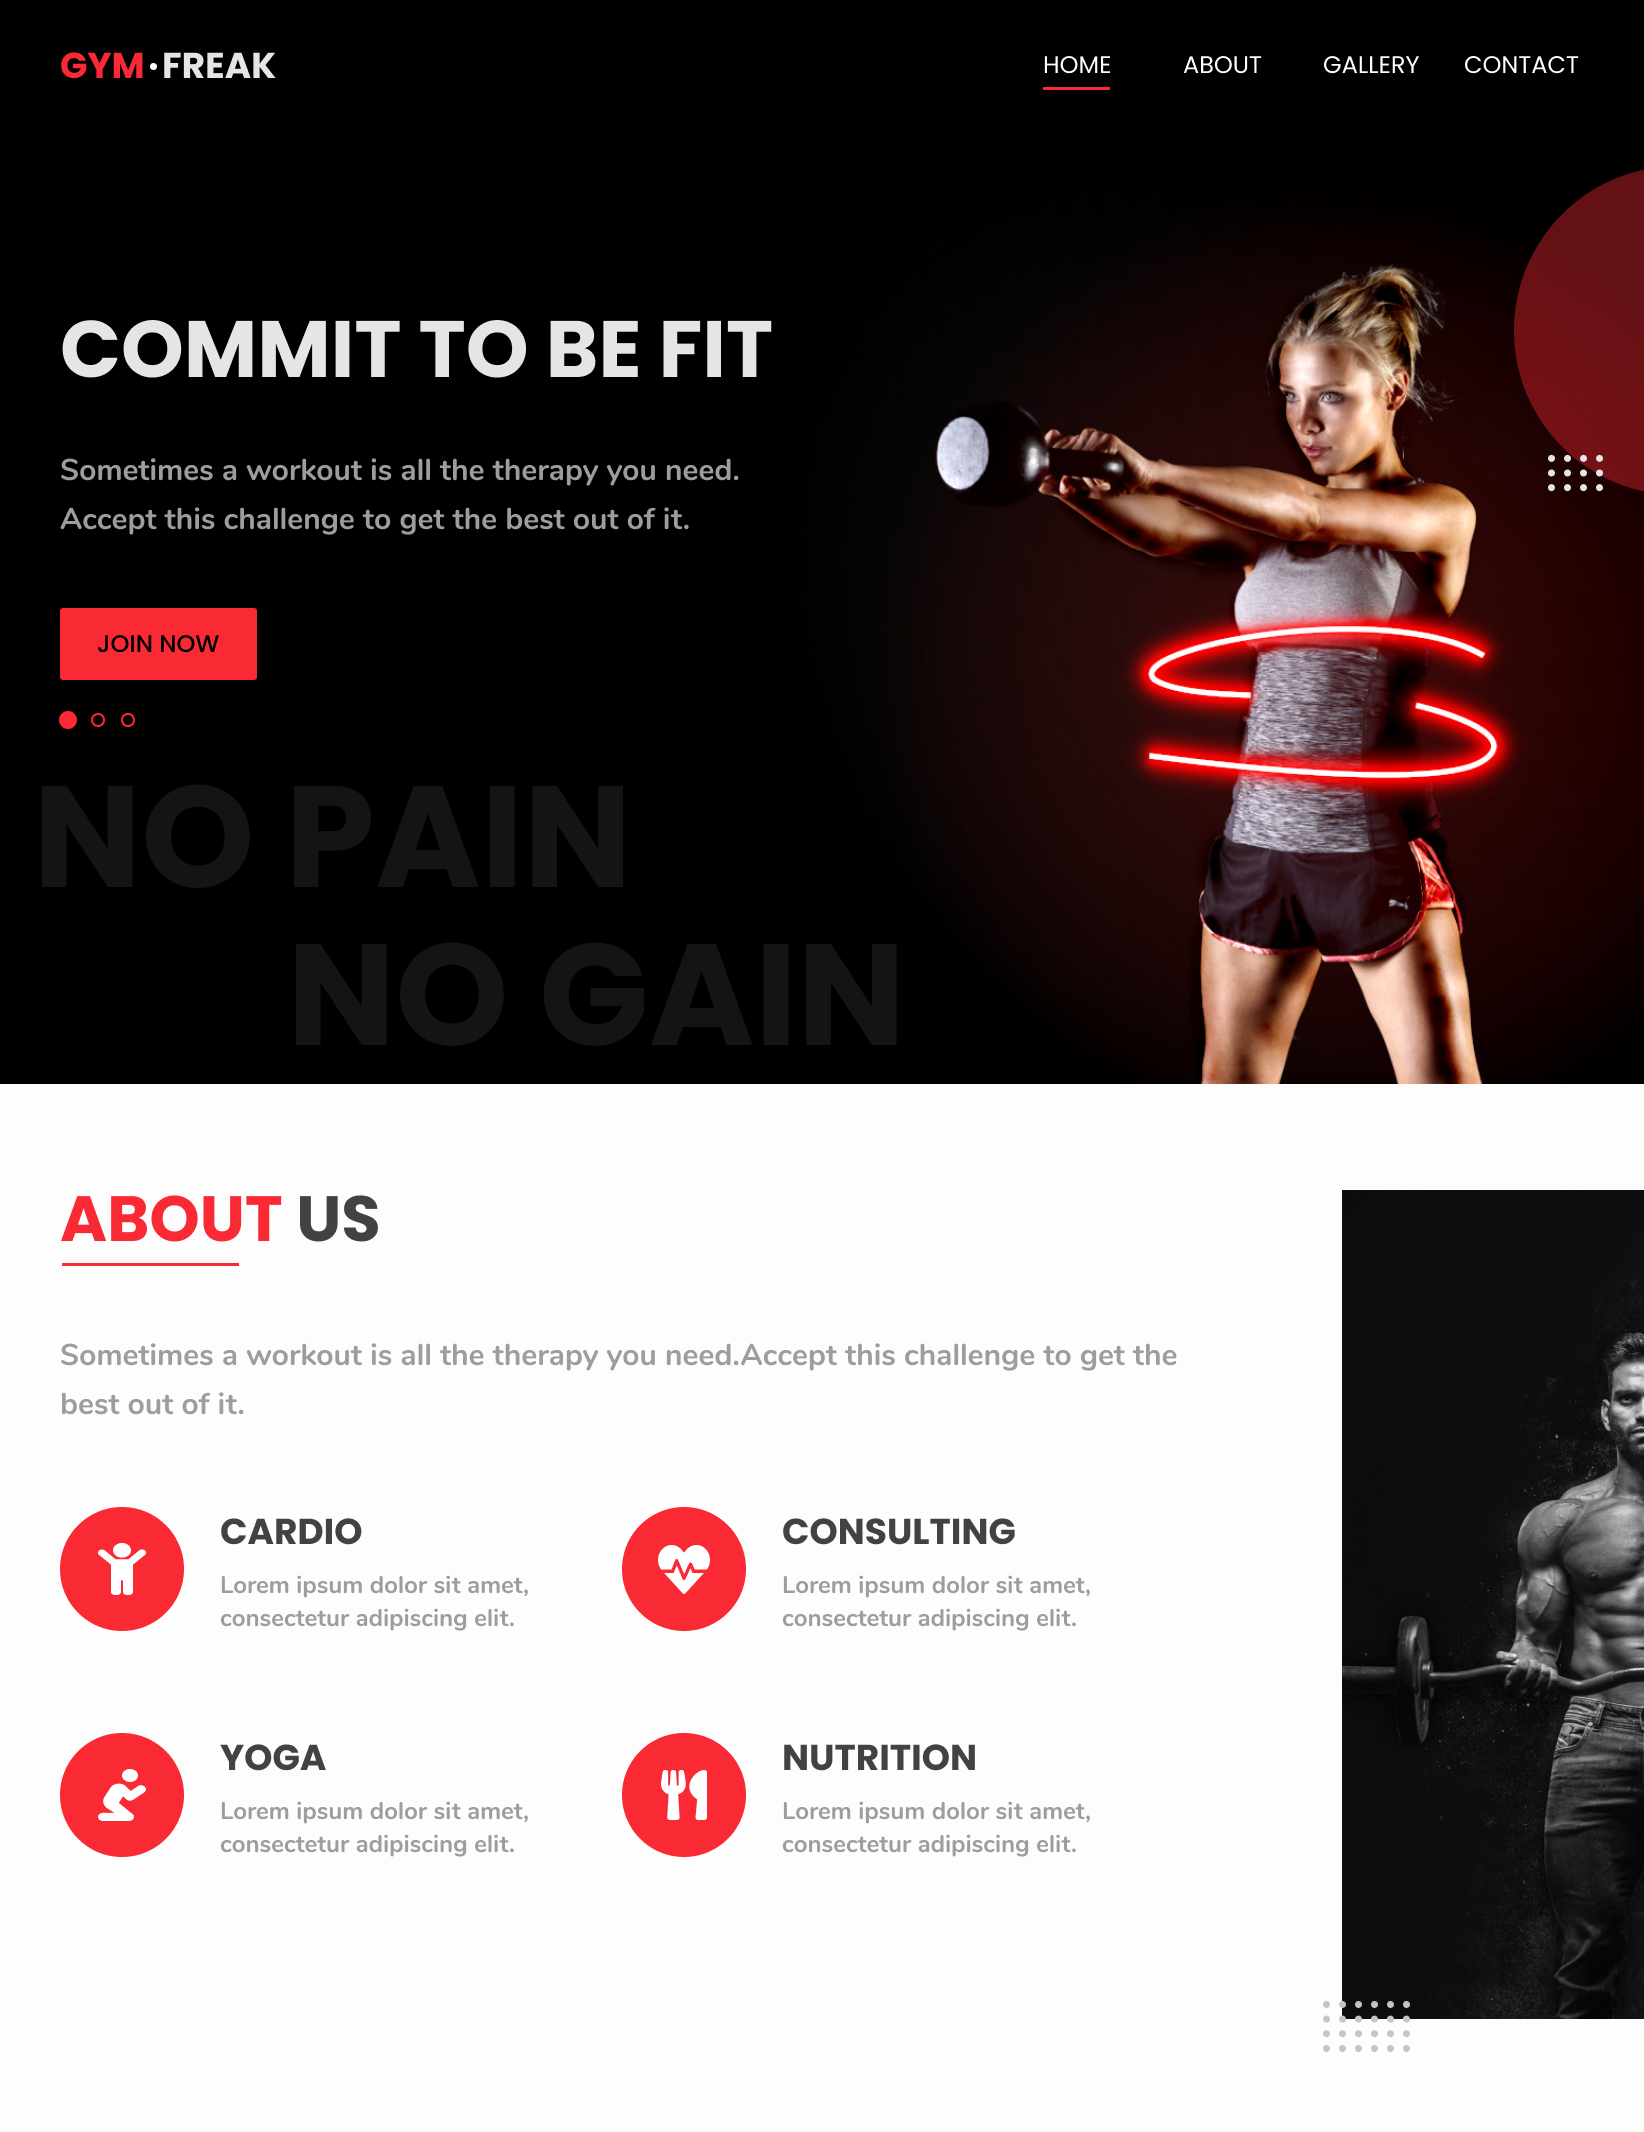 GYM·FREAK
HOME ABOUT GALLERY CONTACT
COMMIT TO BE FIT
Sometimes a workout is all the therapy you need.
Accept this challenge to get the best out of it.
JOIN NOW
NO PAIN
NO GAIN
ABOUT US
Sometimes a workout is all the therapy you need.Accept this challenge to get the
best out of it.
CARDIO
Lorem ipsum dolor sit amet,
consectetur adipiscing elit.
CONSULTING
Lorem ipsum dolor sit amet,
consectetur adipiscing elit.
YOGA
Lorem ipsum dolor sit amet,
consectetur adipiscing elit.
NUTRITION
Lorem ipsum dolor sit amet,
consectetur adipiscing elit.